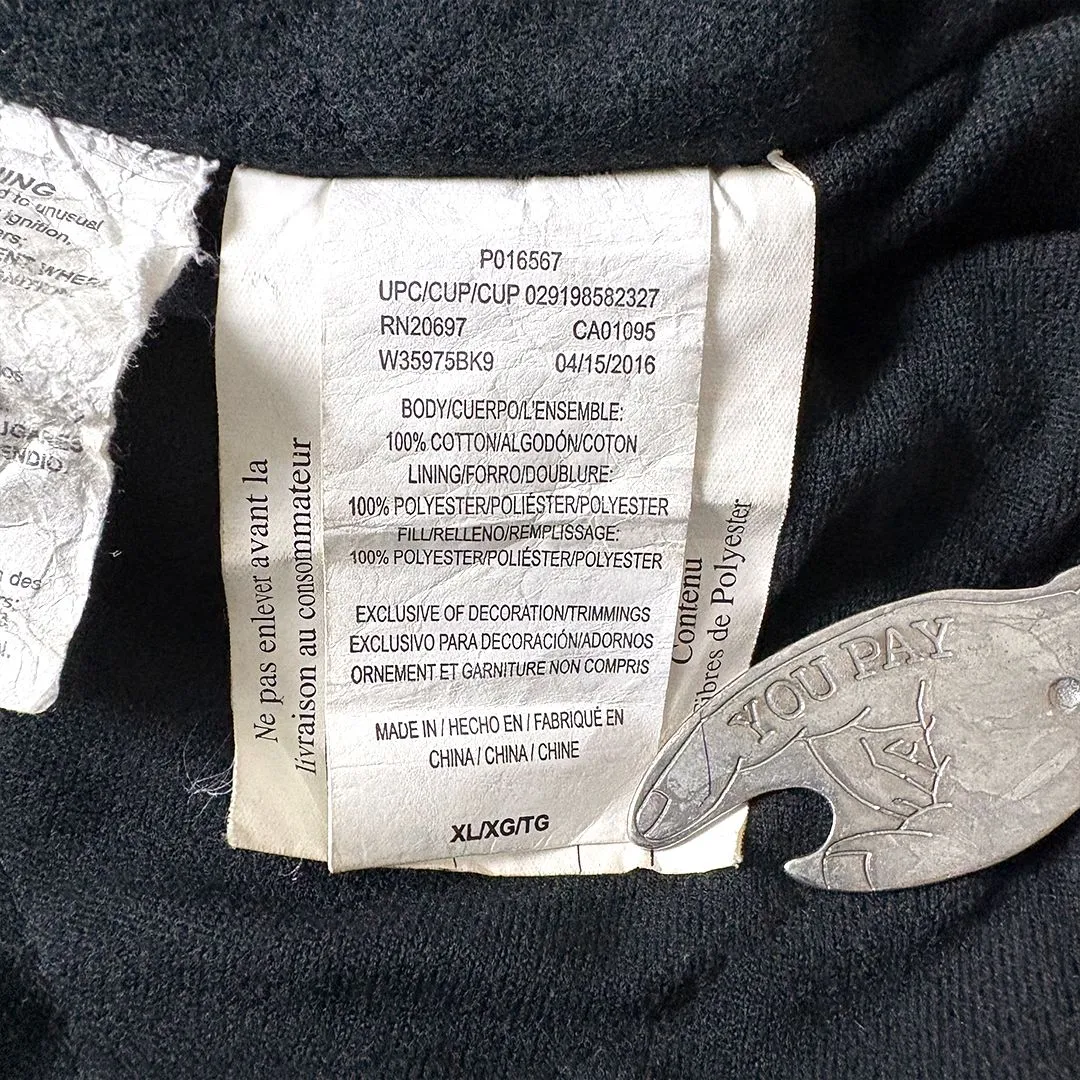 unusual
ignition,
P016567
UPC/CUP/CUP 029198582327
RN20697 CA01095
W35975BK9 04/15/2016
BODY/CUERPO/L'ENSEMBLE:
100% COTTON/ALGODÓN/COTON
LINING/FORRO/DOUBLURE:
100% POLYESTER/POLIÉSTER/POLYESTER
FILL/RELLENO/REMPLISSAGE:
100% POLYESTER/POLIÉSTER/POLYESTER
EXCLUSIVE OF DECORATION/TRIMMINGS
EXCLUSIVO PARA DECORACIÓN/ADORNOS
ORNEMENT ET GARNITURE NON COMPRIS
MADE IN / HECHO EN / FABRIQUÉ EN
CHINA / CHINA / CHINE
XL/XG/TG
Ne pas enlever avant la
livraison au consommateur
Contenu
de Polyester
YOU PAY